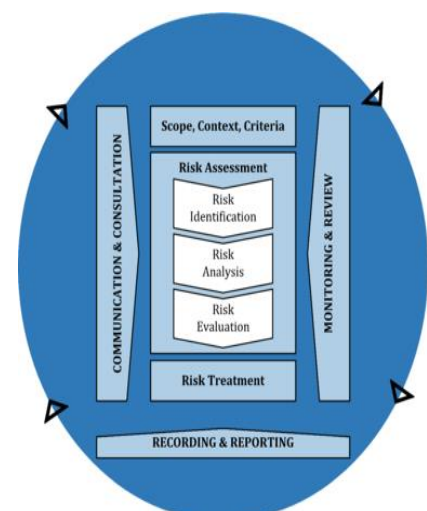 Scope, Context, Criteria
Risk Assessment
Risk
Identification
Risk
Analysis
Risk
Evaluation
Risk Treatment
COMMUNICATION & CONSULTATION
MONITORING & REVIEW
RECORDING & REPORTING